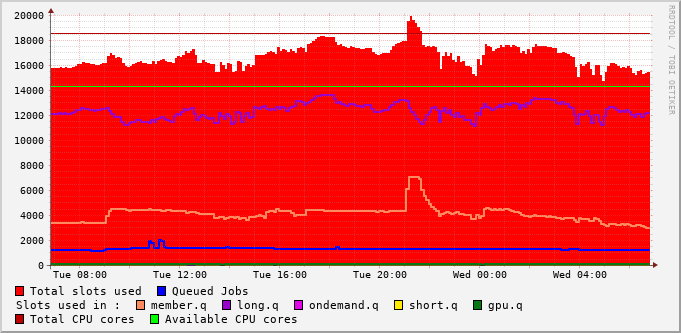 20000
18000
16000
14000
12000
10000
8000
6000
4000
2000
0
Tue 08:00 Tue 12:00 Tue 16:00 Tue 20:00 Wed 00:00 Wed 04:00
RRDTOOL / TOBI OETIKER
Total slots used Queued Jobs
Slots used in : member.q long.q ondemand.q short.q gpu.q
Total CPU cores Available CPU cores